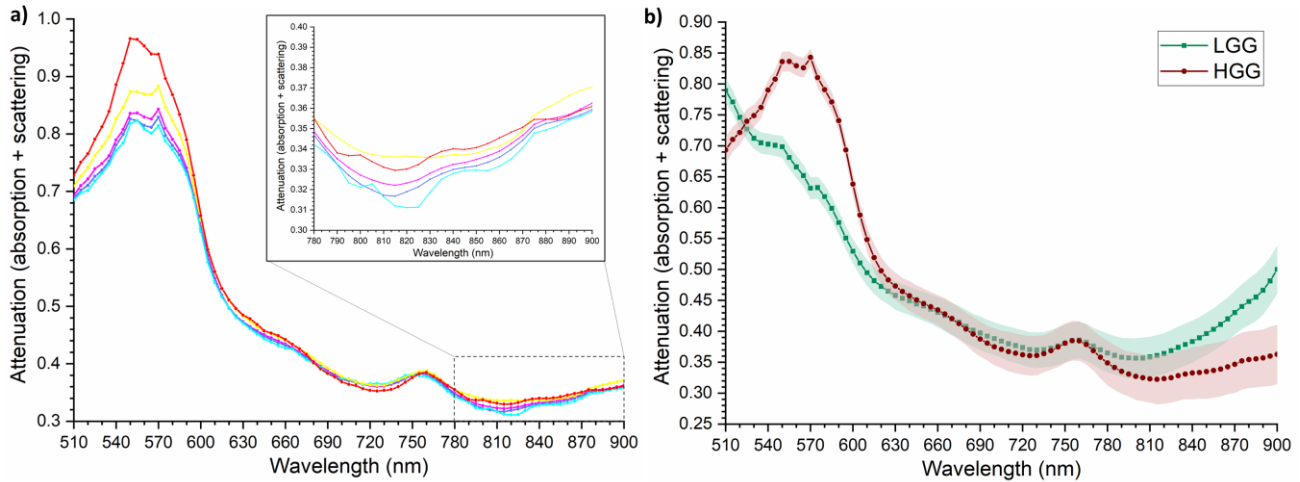 a)
1.0
0.9
0.8
0.7
0.6
0.5
0.4
0.3
Attenuation (absorption + scattering)
510 540 570 600 630 660 690 720 750 780 810 840 870 900
Wavelength (nm)
0.40
0.39
0.38
0.37
0.36
0.35
0.34
0.33
0.32
0.31
0.30
Attenuation (absorption + scattering)
780 790 800 810 820 830 840 850 860 870 880 890 900
Wavelength (nm)
b)
0.90
0.85
0.80
0.75
0.70
0.65
0.60
0.55
0.50
0.45
0.40
0.35
0.30
0.25
Attenuation (absorption + scattering)
LGG
HGG
510 540 570 600 630 660 690 720 750 780 810 840 870 900
Wavelength (nm)